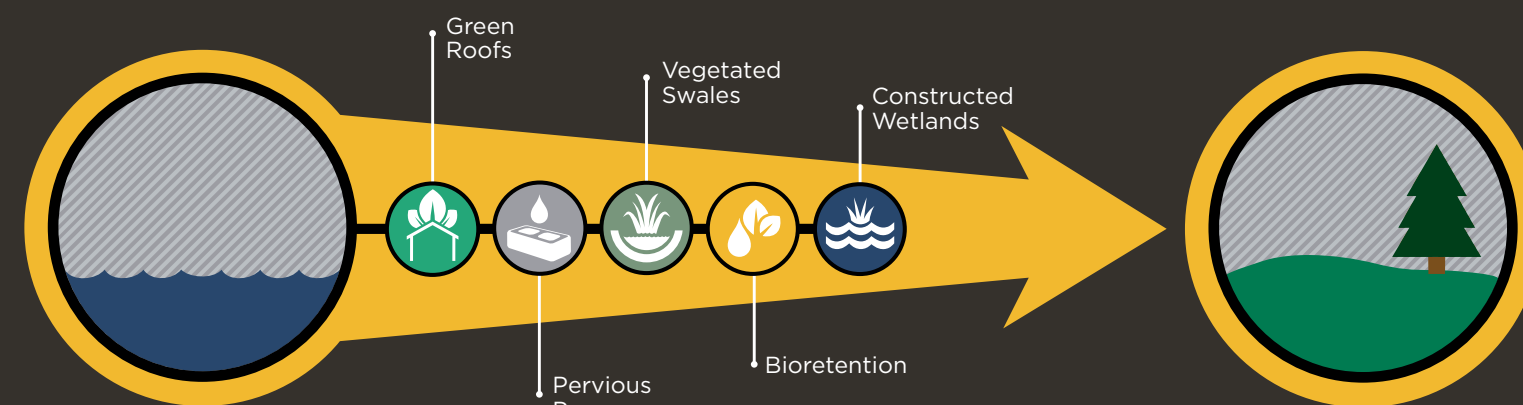 Green
Roofs
Vegetated
Swales
Constructed
Wetlands
Bioretention
Pervious